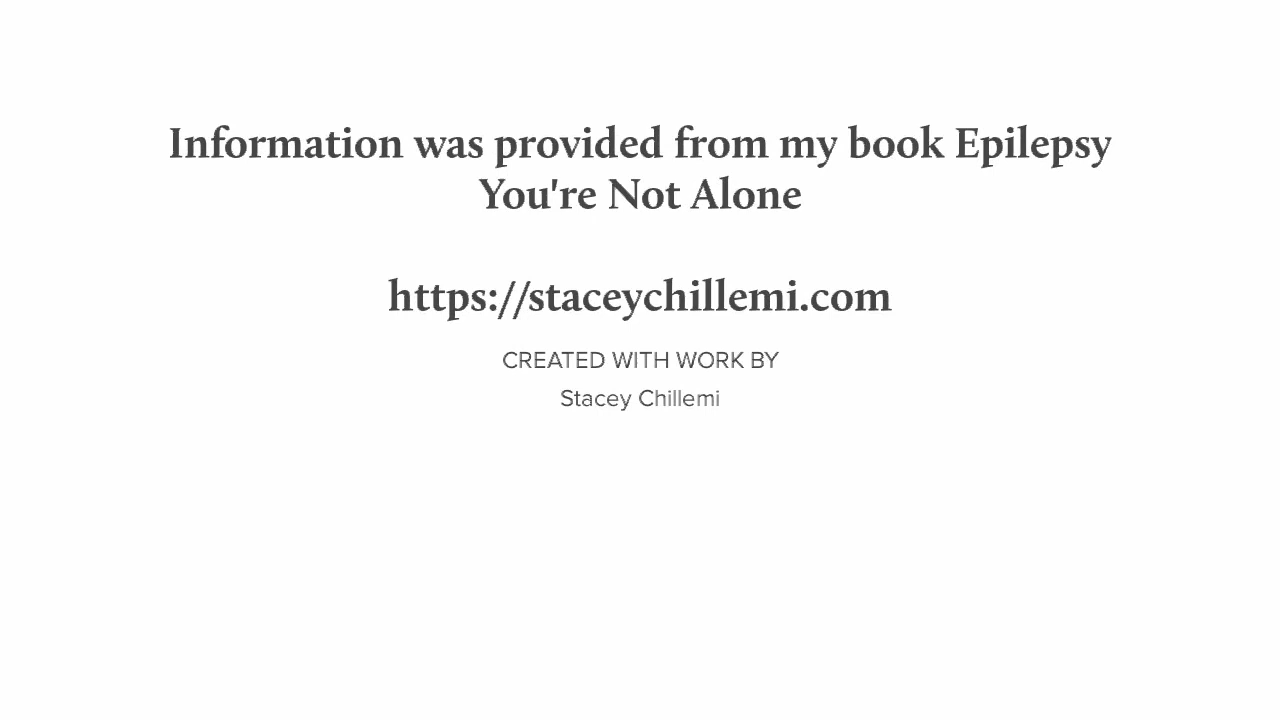 Information was provided from my book Epilepsy
You're Not Alone
https://staceychillemi.com
CREATED WITH WORK BY
Stacey Chillemi